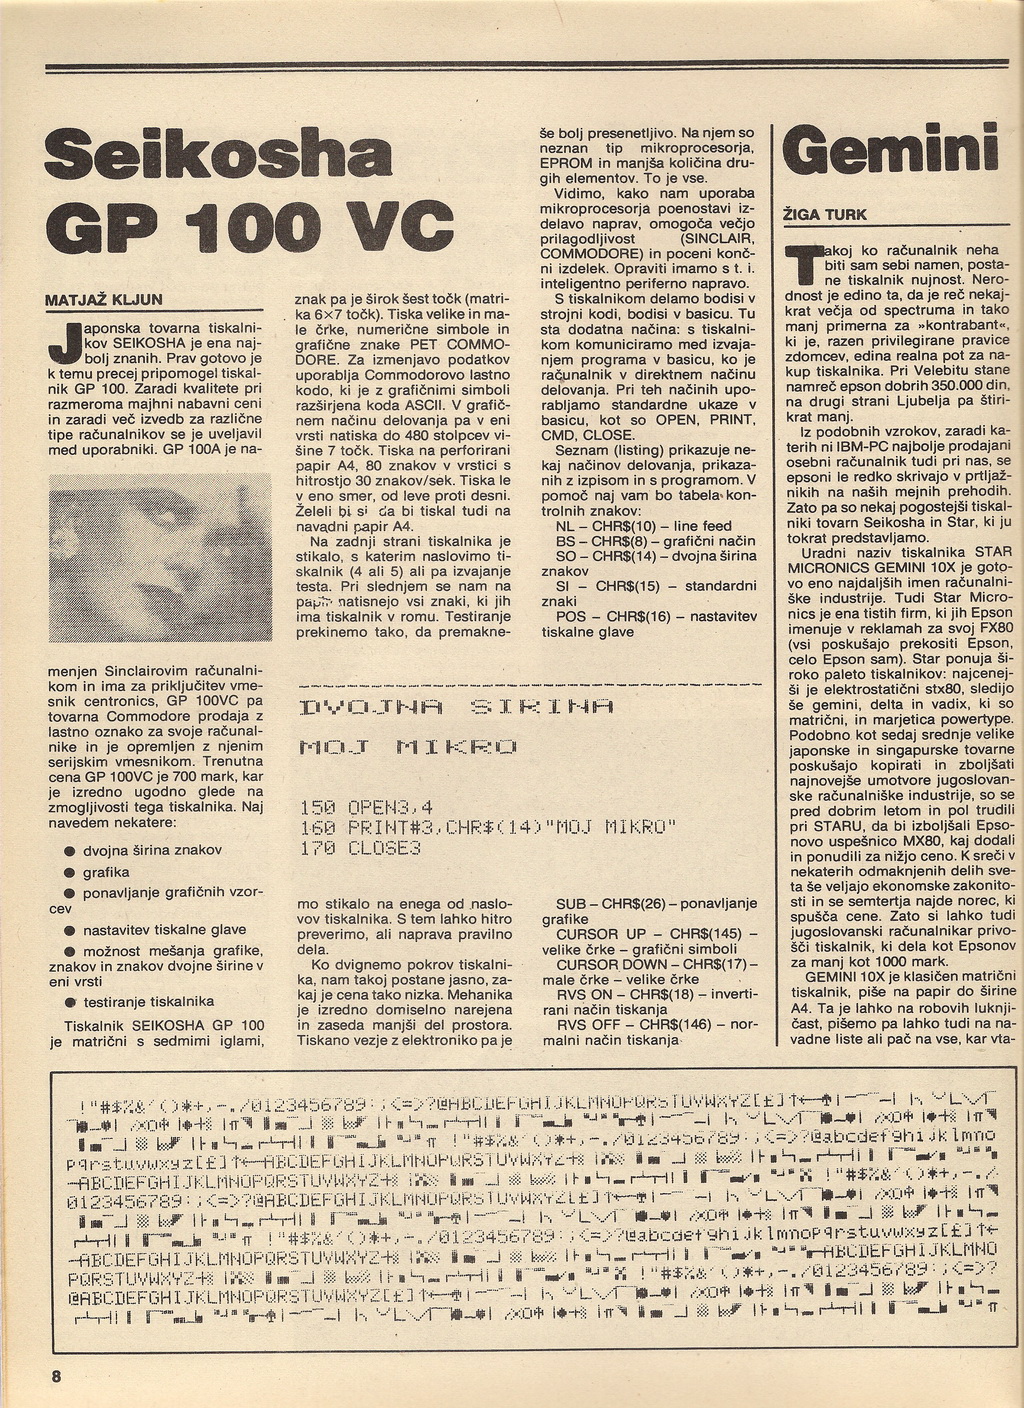 Seikosha
GP 100 VC
MATJAŽ KLJUN
Japonska tovarna tiskalni-
kov SEIKOSHA je ena naj-
bolj znanih. Prav gotovo je
k temu precej pripomogel tiskal-
nik GP 100. Zaradi kvalitete pri
razmeroma majhni nabavni ceni
in zaradi več izvedb za različne
tipe računalnikov se je uveljavil
med uporabniki. GP 100A je na-
menjen Sinclairovim računalni-
kom in ima za priključitev vme-
snik centronics, GP 100VC pa
tovarna Commodore prodaja z
lastno oznako za svoje računal-
nike in je opremljen z njenim
serijskim vmesnikom. Trenutna
cena GP 100VC je 700 mark, kar
je izredno ugodno glede na
zmogljivosti tega tiskalnika. Naj
navedem nekatere:
● dvojna širina znakov
● grafika
● ponavljanje grafičnih vzor-
cev
● nastavitev tiskalne glave
● možnost mešanja grafike,
znakov in znakov dvojne širine v
eni vrsti
● testiranje tiskalnika
Tiskalnik SEIKOSHA GP 100
je matrični s sedmimi iglami,
znak pa je širok šest točk (matri-
ka 6×7 točk). Tiska velike in ma-
le črke, numerične simbole in
grafične znake PET COMMO-
DORE. Za izmenjavo podatkov
uporablja Commodorovo lastno
kodo, ki je z grafičnimi simboli
razširjena koda ASCII. V grafič-
nem načinu delovanja pa v eni
vrsti natiska do 480 stolpcev vi-
šine 7 točk. Tiska na perforirani
papir A4, 80 znakov v vrstici s
hitrostjo 30 znakov/sek. Tiska le
v eno smer, od leve proti desni.
Želeli bi si da bi tiskal tudi na
navadni papir A4.
Na zadnji strani tiskalnika je
stikalo, s katerim naslovimo ti-
skalnik (4 ali 5) ali pa izvajanje
testa. Pri slednjem se nam na
papir natisnejo vsi znaki, ki jih
ima tiskalnik v romu. Testiranje
prekinemo tako, da premakne-
mo stikalo na enega od naslo-
vov tiskalnika. S tem lahko hitro
preverimo, ali naprava pravilno
dela.
Ko dvignemo pokrov tiskalni-
ka, nam takoj postane jasno, za-
kaj je cena tako nizka. Mehanika
je izredno domiselno narejena
in zaseda manjši del prostora.
Tiskano vezje z elektroniko pa je
še bolj presenetljivo. Na njem so
neznan tip mikroprocesorja,
EPROM in manjša količina dru-
gih elementov. To je vse.
Vidimo, kako nam uporaba
mikroprocesorja poenostavi iz-
delavo naprav, omogoča večjo
prilagodljivost (SINCLAIR,
COMMODORE) in poceni konč-
ni izdelek. Opraviti imamo s t. i.
inteligentno periferno napravo.
S tiskalnikom delamo bodisi v
strojni kodi, bodisi v basicu. Tu
sta dodatna načina: s tiskalni-
kom komuniciramo med izvaja-
njem programa v basicu, ko je
računalnik v direktnem načinu
delovanja. Pri teh načinih upo-
rabljamo standardne ukaze v
basicu, kot so OPEN, PRINT,
CMD, CLOSE.
Seznam (listing) prikazuje ne-
kaj načinov delovanja, prikaza-
nih z izpisom in s programom. V
pomoč naj vam bo tabela kon-
trolnih znakov:
NL – CHR$(10) – line feed
BS – CHR$(8) – grafični način
SO – CHR$(14) – dvojna širina
znakov
SI – CHR$(15) – standardni
znaki
POS – CHR$(16) – nastavitev
tiskalne glave
DVOJNA SIRINA
MOJ MIKRO
150 OPEN3,4
160 PRINT#3,CHR$(14)"MOJ MIKRO"
170 CLOSE3
SUB – CHR$(26) – ponavljanje
grafike
CURSOR UP – CHR$(145) –
velike črke – grafični simboli
CURSOR DOWN – CHR$(17) –
male črke – velike črke
RVS ON – CHR$(18) – inverti-
rani način tiskanja
RVS OFF – CHR$(146) – nor-
malni način tiskanja
Gemini
ŽIGA TURK
Takoj ko računalnik neha
biti sam sebi namen, posta-
ne tiskalnik nujnost. Nero-
dnost je edino ta, da je reč nekaj-
krat večja od spectruma in tako
manj primerna za »kontrabant«,
ki je, razen privilegirane pravice
zdomcev, edina realna pot za na-
kup tiskalnika. Pri Velebitu stane
namreč epson dobrih 350.000 din,
na drugi strani Ljubelja pa štiri-
krat manj.
Iz podobnih vzrokov, zaradi ka-
terih ni IBM-PC najbolje prodajani
osebni računalnik tudi pri nas, se
epsoni le redko skrivajo v prtljaž-
nikih na naših mejnih prehodih.
Zato pa so nekaj pogostejši tiskal-
niki tovarn Seikosha in Star, ki ju
tokrat predstavljamo.
Uradni naziv tiskalnika STAR
MICRONICS GEMINI 10X je goto-
vo eno najdaljših imen računalni-
ške industrije. Tudi Star Micro-
nics je ena tistih firm, ki jih Epson
imenuje v reklamah za svoj FX80
(vsi poskušajo prekositi Epson,
celo Epson sam). Star ponuja ši-
roko paleto tiskalnikov: najcenej-
ši je elektrostatični stx80, sledijo
še gemini, delta in vadix, ki so
matrični, in marjetica powertype.
Podobno kot sedaj srednje velike
japonske in singapurske tovarne
poskušajo kopirati in zboljšati
najnovejše umotvore jugoslovan-
ske računalniške industrije, so se
pred dobrim letom in pol trudili
pri STARU, da bi izboljšali Epso-
novo uspešnico MX80, kaj dodali
in ponudili za nižjo ceno. K sreči v
nekaterih odmaknjenih delih sve-
ta še veljajo ekonomske zakonito-
sti in se semtertja najde norec, ki
spušča cene. Zato si lahko tudi
jugoslovanski računalnikar privo-
šči tiskalnik, ki dela kot Epsonov
za manj kot 1000 mark.
GEMINI 10X je klasičen matrični
tiskalnik, piše na papir do širine
A4. Ta je lahko na robovih luknji-
čast, pišemo pa lahko tudi na na-
vadne liste ali pač na vse, kar vta-
8